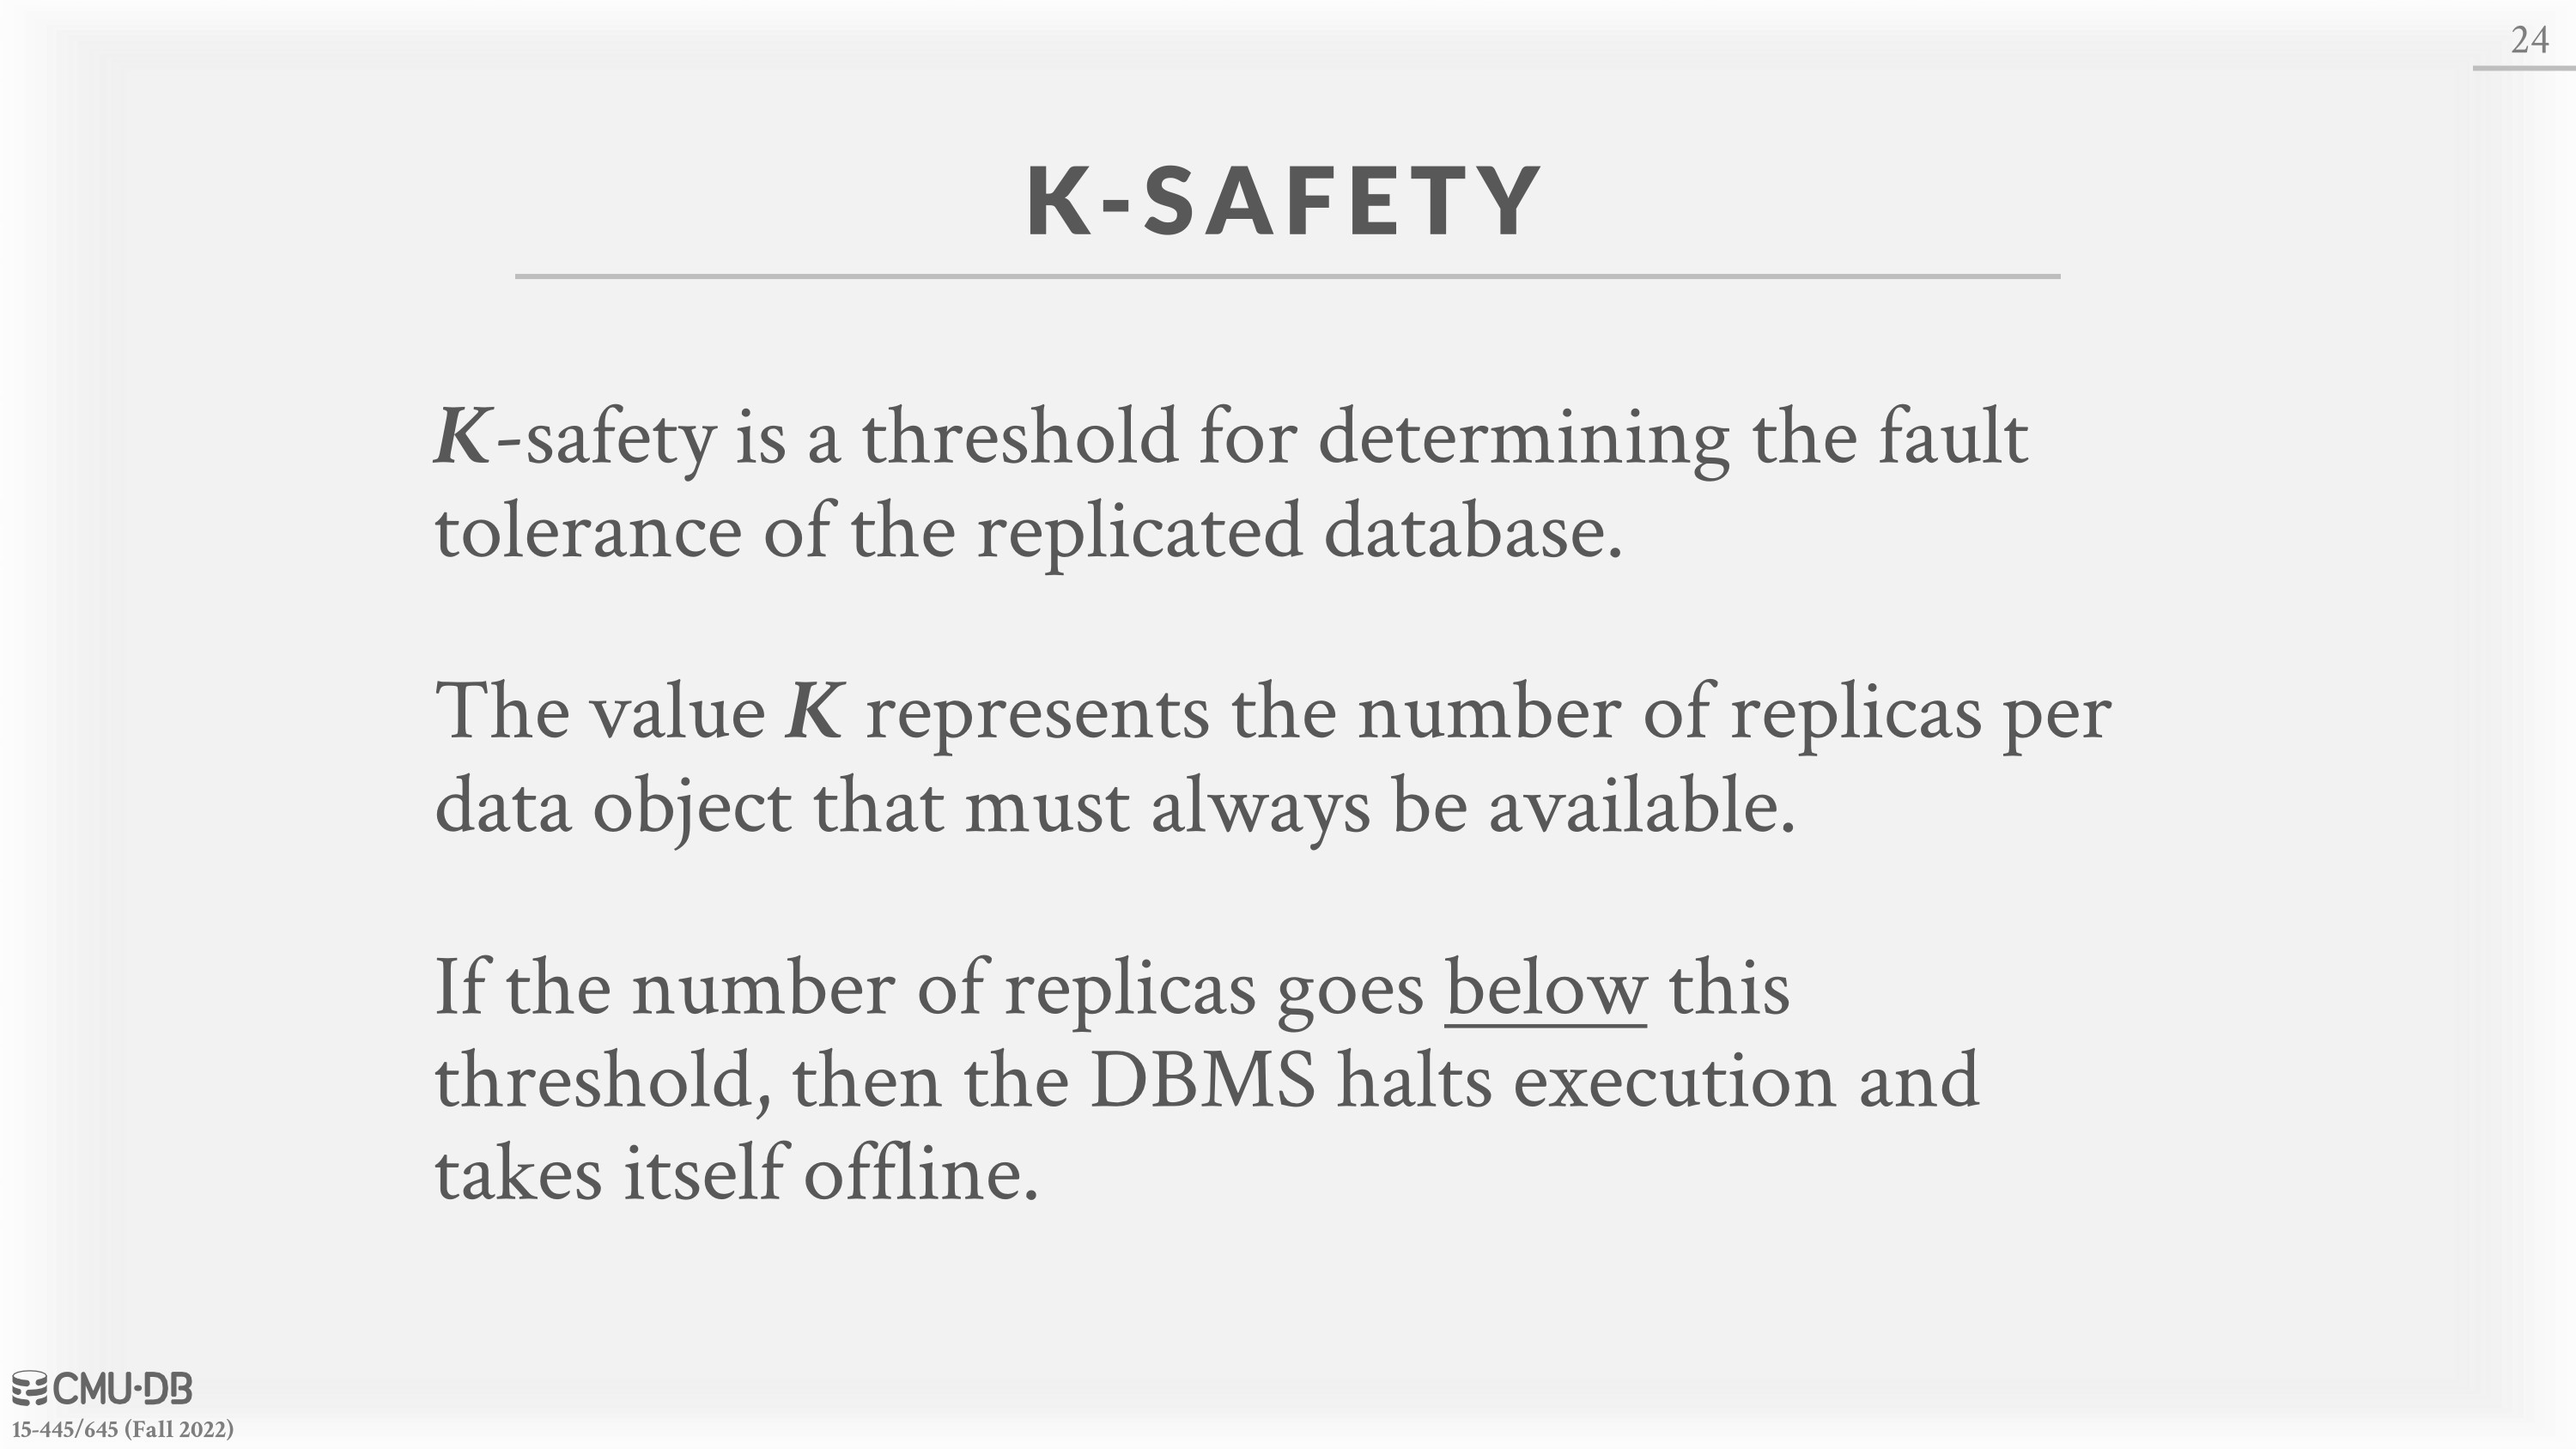 24
K-SAFETY
K-safety is a threshold for determining the fault
tolerance of the replicated database.
The value K represents the number of replicas per
data object that must always be available.
If the number of replicas goes below this
threshold, then the DBMS halts execution and
takes itself offline.
CMU·DB
15-445/645 (Fall 2022)